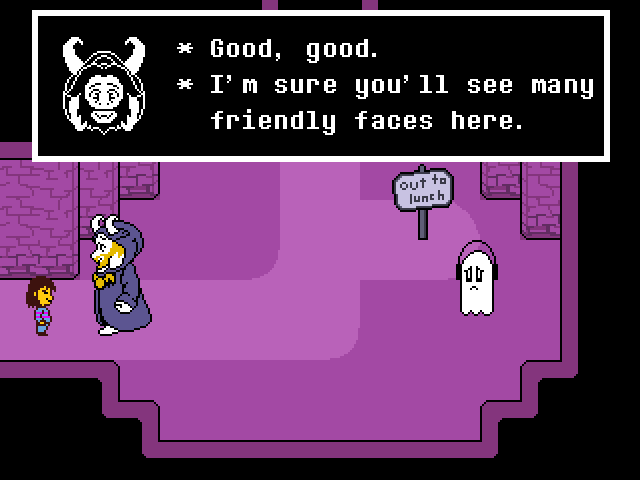 * Good, good.
* I'm sure you'll see many
friendly faces here.
out to
lunch